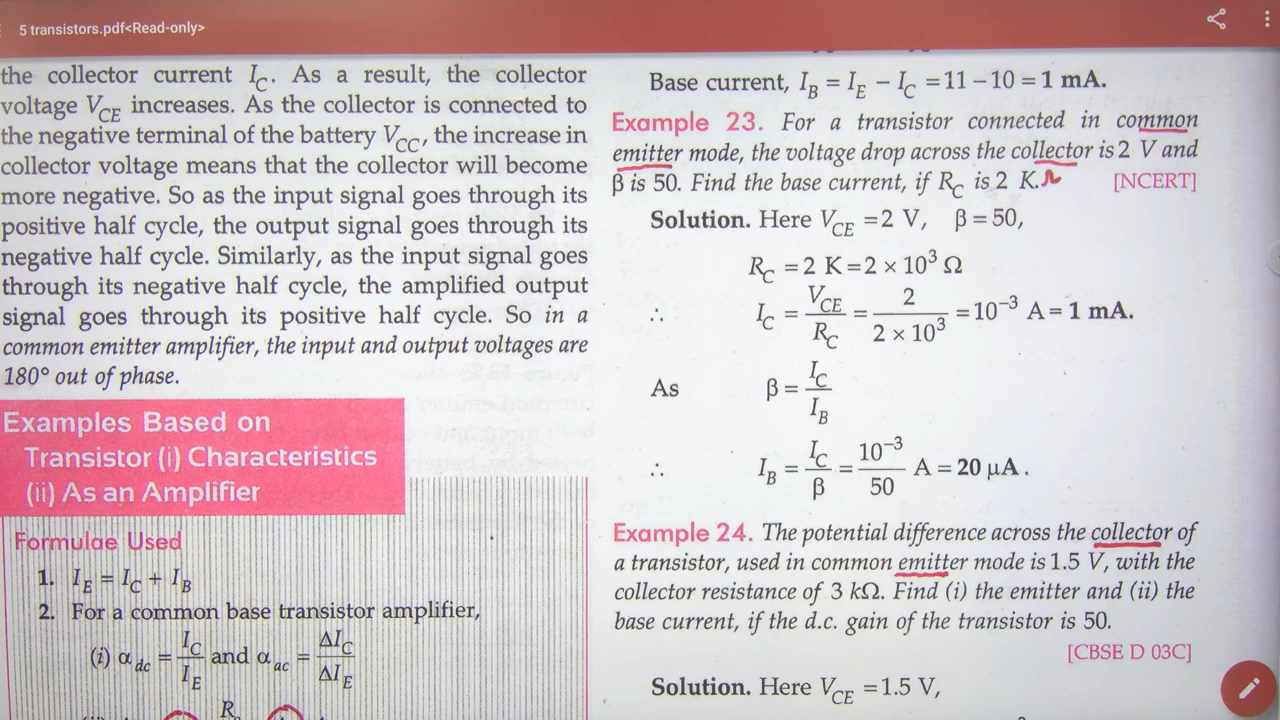 5 transistors.pdf<Read-only>
the collector current I_C. As a result, the collector
voltage V_CE increases. As the collector is connected to
the negative terminal of the battery V_CC, the increase in
collector voltage means that the collector will become
more negative. So as the input signal goes through its
positive half cycle, the output signal goes through its
negative half cycle. Similarly, as the input signal goes
through its negative half cycle, the amplified output
signal goes through its positive half cycle. So in a
common emitter amplifier, the input and output voltages are
180° out of phase.
Examples Based on
Transistor (i) Characteristics
(ii) As an Amplifier
Formulae Used
1. I_E = I_C + I_B
2. For a common base transistor amplifier,
(i) α_dc = I_C / I_E and α_ac = ΔI_C / ΔI_E
Base current, I_B = I_E − I_C = 11 − 10 = 1 mA.
Example 23. For a transistor connected in common
emitter mode, the voltage drop across the collector is 2 V and
β is 50. Find the base current, if R_C is 2 K. [NCERT]
Solution. Here V_CE = 2 V, β = 50,
R_C = 2 K = 2 × 10³ Ω
∴ I_C = V_CE / R_C = 2 / (2 × 10³) = 10⁻³ A = 1 mA.
As β = I_C / I_B
∴ I_B = I_C / β = 10⁻³ / 50 A = 20 μA.
Example 24. The potential difference across the collector of
a transistor, used in common emitter mode is 1.5 V, with the
collector resistance of 3 kΩ. Find (i) the emitter and (ii) the
base current, if the d.c. gain of the transistor is 50.
[CBSE D 03C]
Solution. Here V_CE = 1.5 V,